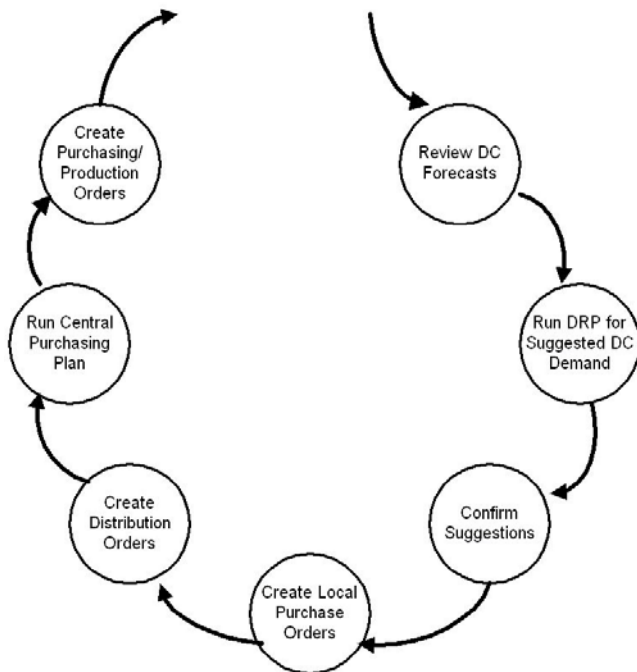 Create
Purchasing/
Production
Orders
Review DC
Forecasts
Run Central
Purchasing
Plan
Run DRP for
Suggested DC
Demand
Create
Distribution
Orders
Confirm
Suggestions
Create Local
Purchase
Orders